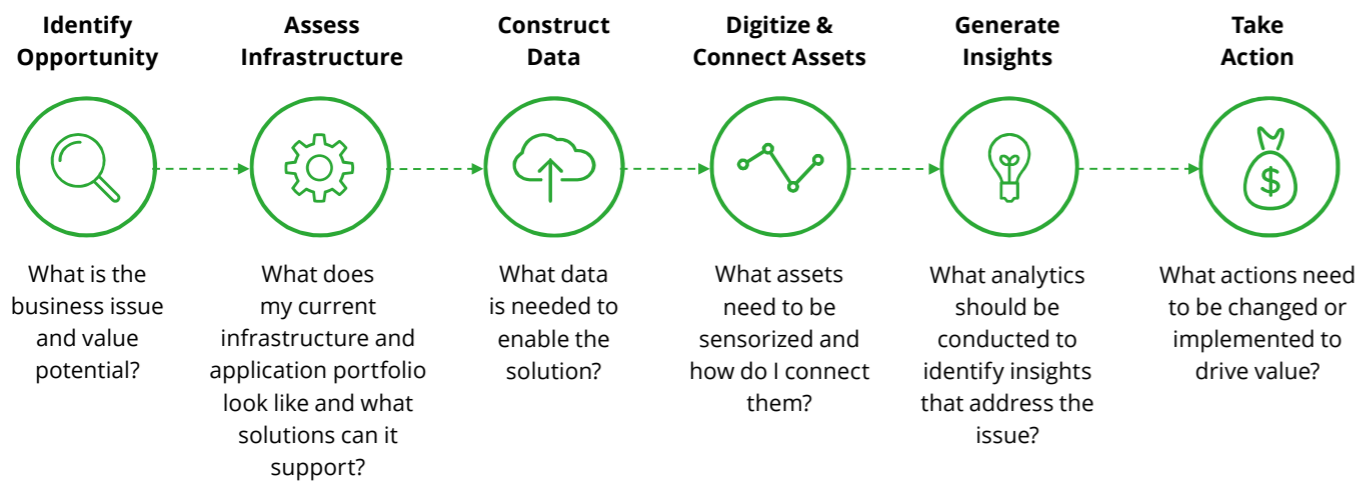 Identify
Opportunity
Assess
Infrastructure
Construct
Data
Digitize &
Connect Assets
Generate
Insights
Take
Action
$
What is the
business issue
and value
potential?
What does
my current
infrastructure and
application portfolio
look like and what
solutions can it
support?
What data
is needed to
enable the
solution?
What assets
need to be
sensorized and
how do I connect
them?
What analytics
should be
conducted to
identify insights
that address the
issue?
What actions need
to be changed or
implemented to
drive value?